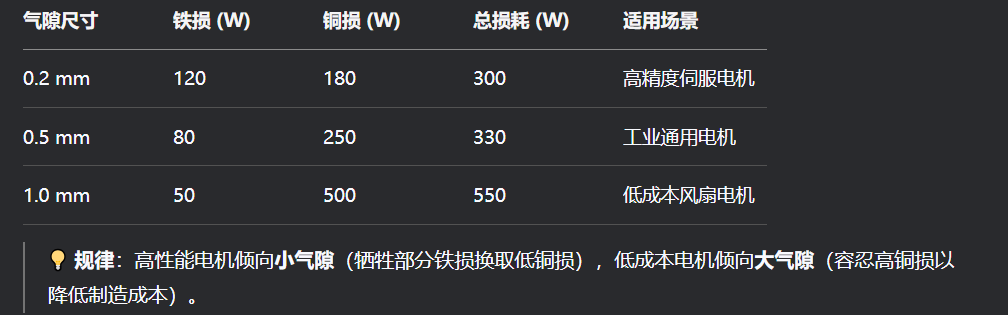 气隙尺寸 铁损 (W) 铜损 (W) 总损耗 (W) 适用场景
0.2 mm 120 180 300 高精度伺服电机
0.5 mm 80 250 330 工业通用电机
1.0 mm 50 500 550 低成本风扇电机
💡 规律：高性能电机倾向小气隙（牺牲部分铁损换取低铜损），低成本电机倾向大气隙（容忍高铜损以
降低制造成本）。